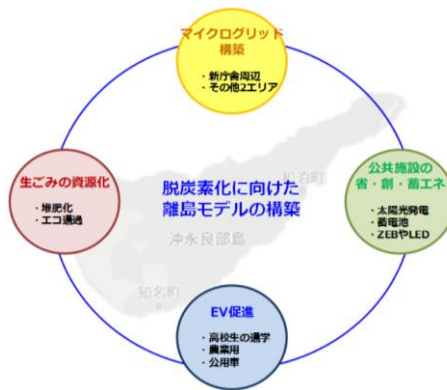 マイクログリッド
構築
・新庁舎周辺
・その他2エリア
生ごみの資源化
・堆肥化
・エコ通過
脱炭素化に向けた
離島モデルの構築
和泊町
沖永良部島
知名町
公共施設の
省・創・蓄エネ
・太陽光発電
・蓄電池
・ZEBやLED
EV促進
・高校生の通学
・農業用
・公用車